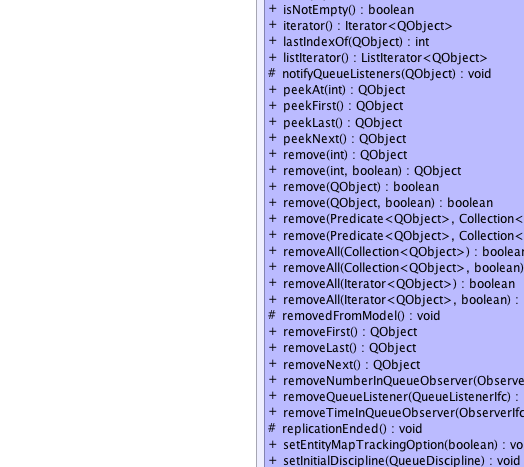 + isNotEmpty() : boolean
+ iterator() : Iterator<QObject>
+ lastIndexOf(QObject) : int
+ listIterator() : ListIterator<QObject>
# notifyQueueListeners(QObject) : void
+ peekAt(int) : QObject
+ peekFirst() : QObject
+ peekLast() : QObject
+ peekNext() : QObject
+ remove(int) : QObject
+ remove(int, boolean) : QObject
+ remove(QObject) : boolean
+ remove(QObject, boolean) : boolean
+ remove(Predicate<QObject>, Collection<
+ remove(Predicate<QObject>, Collection<
+ removeAll(Collection<QObject>) : boolear
+ removeAll(Collection<QObject>, boolean)
+ removeAll(Iterator<QObject>) : boolean
+ removeAll(Iterator<QObject>, boolean) :
# removedFromModel() : void
+ removeFirst() : QObject
+ removeLast() : QObject
+ removeNext() : QObject
+ removeNumberInQueueObserver(Observe
+ removeQueueListener(QueueListenerIfc) :
+ removeTimeInQueueObserver(ObserverIfc
# replicationEnded() : void
+ setEntityMapTrackingOption(boolean) : vo
+ setInitialDiscipline(QueueDiscipline) : void